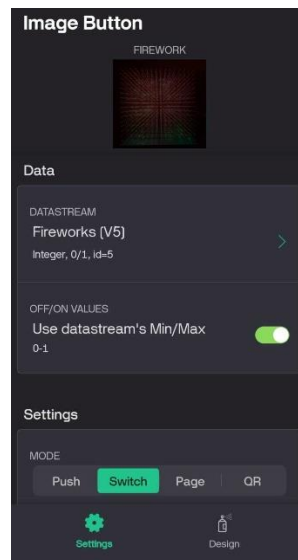 Image Button
FIREWORK
Data
DATASTREAM
Fireworks (V5)
Integer, 0/1, id=5
OFF/ON VALUES
Use datastream's Min/Max
0-1
Settings
MODE
Push Switch Page QR
Settings Design